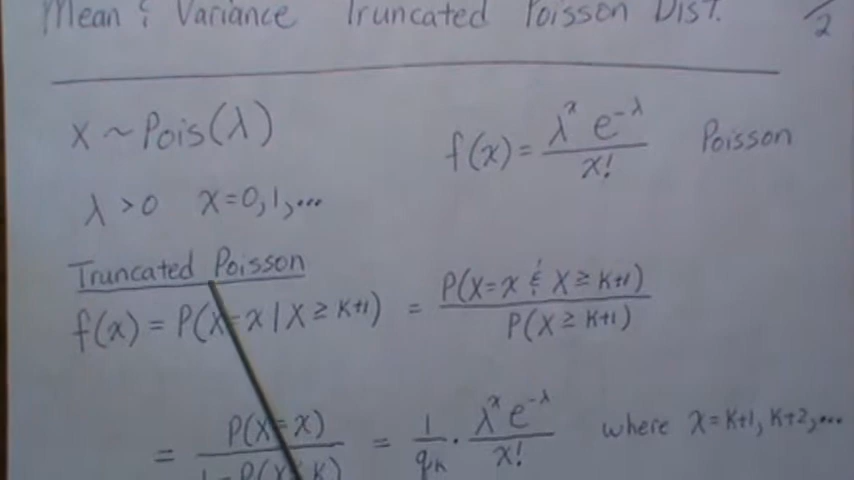 Mean & Variance Truncated Poisson Dist. /2
X ~ Pois(λ) f(x) = λ^x e^-λ / x! Poisson
λ > 0 x = 0, 1, ...
Truncated Poisson
f(x) = P(X = x | X ≥ K+1) = P(X = x & X ≥ K+1) / P(X ≥ K+1)
= P(X = x) / 1 - P(X ≤ K) = 1/q_K · λ^x e^-λ / x! where x = K+1, K+2, ...